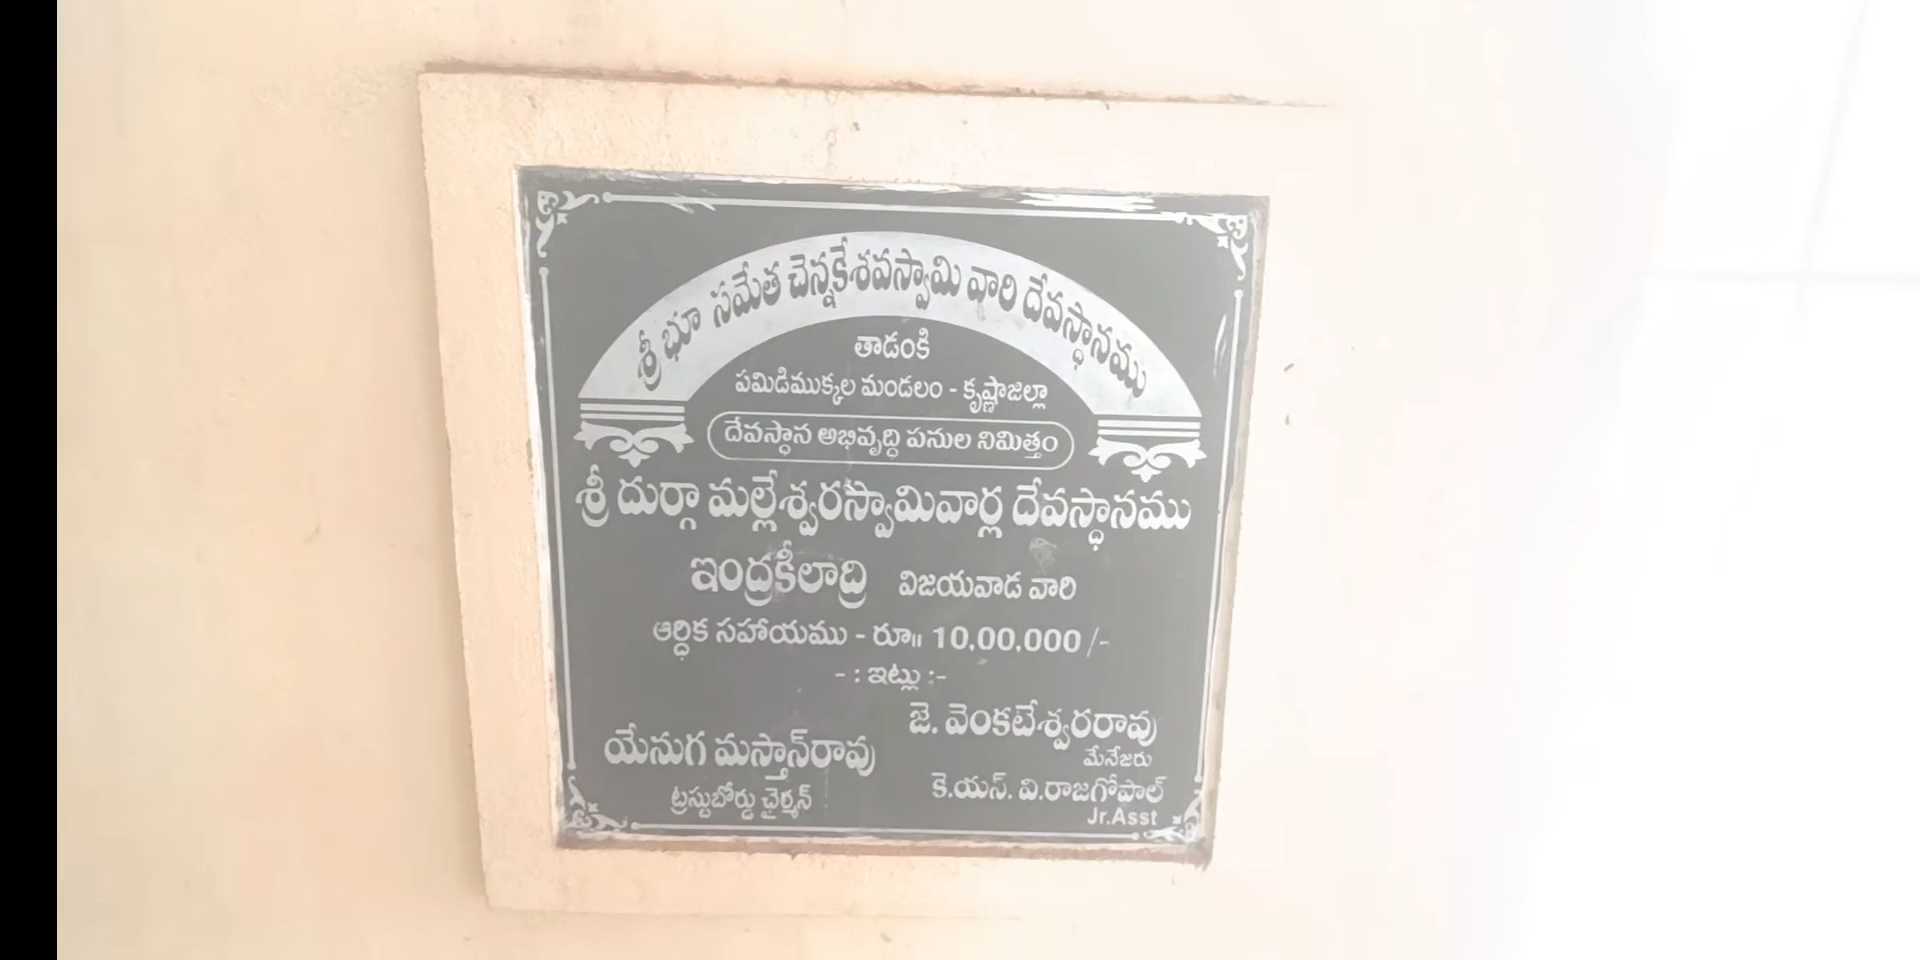 శ్రీ భూ సమేత చెన్నకేశవస్వామి వారి దేవస్థానము
తాడంకి
పమిడిముక్కల మండలం - కృష్ణాజిల్లా
దేవస్థాన అభివృద్ధి పనుల నిమిత్తం
శ్రీ దుర్గా మల్లేశ్వరస్వామివార్ల దేవస్థానము
ఇంద్రకీలాద్రి విజయవాడ వారి
ఆర్ధిక సహాయము - రూ॥ 10,00,000 /-
- : ఇట్లు :-
యేనుగ మస్తాన్‌రావు
ట్రస్టుబోర్డు ఛైర్మన్
జె. వెంకటేశ్వరరావు
మేనేజరు
కె.యస్. వి.రాజగోపాల్
Jr.Asst